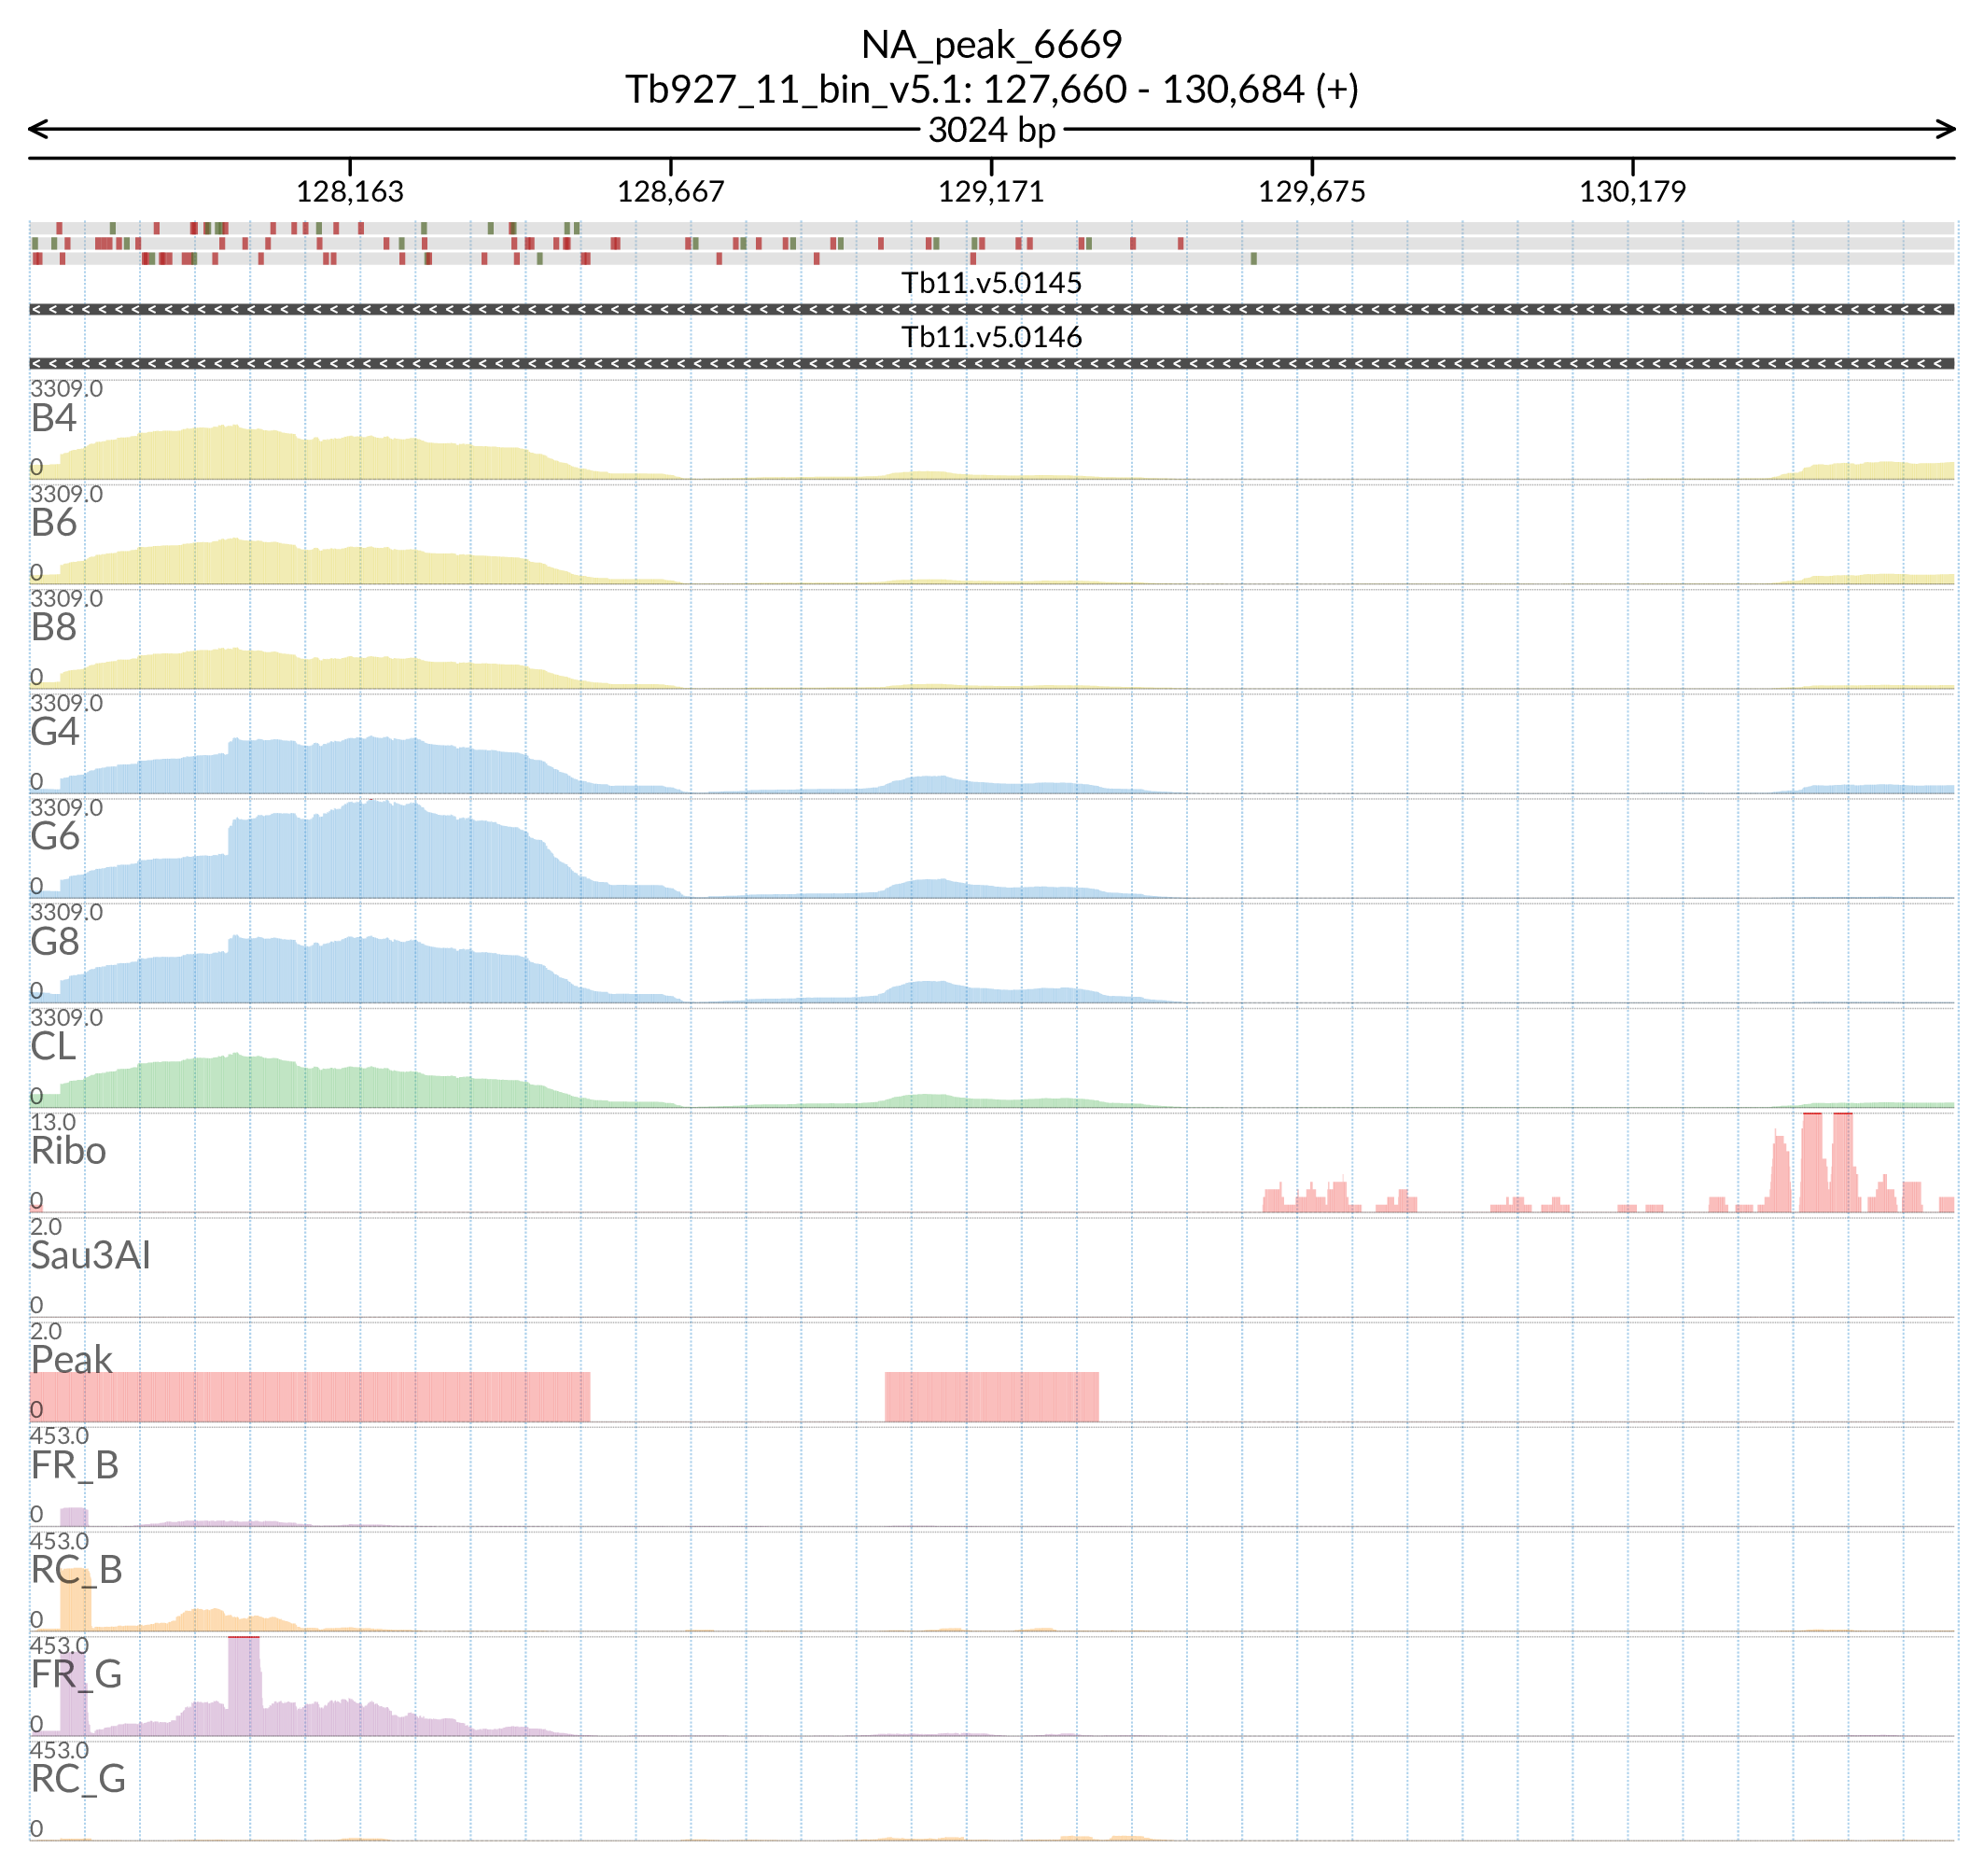 NA_peak_6669
Tb927_11_bin_v5.1: 127,660 - 130,684 (+)
3024 bp
128,163 128,667 129,171 129,675 130,179
Tb11.v5.0145
Tb11.v5.0146
3309.0
B4
0
3309.0
B6
0
3309.0
B8
0
3309.0
G4
0
3309.0
G6
0
3309.0
G8
0
3309.0
CL
0
13.0
Ribo
0
2.0
Sau3AI
0
2.0
Peak
0
453.0
FR_B
0
453.0
RC_B
0
453.0
FR_G
0
453.0
RC_G
0